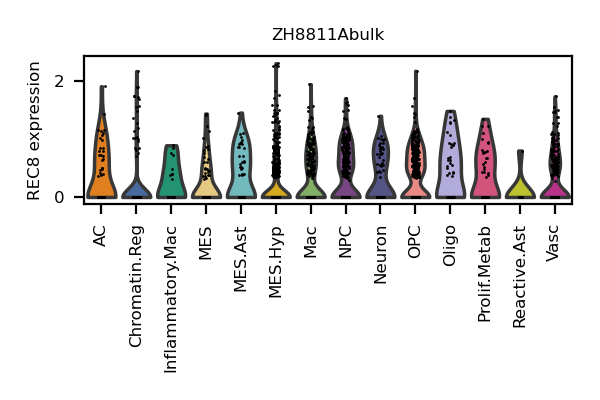 ZH8811Abulk
REC8 expression
2
0
AC
Chromatin.Reg
Inflammatory.Mac
MES
MES.Ast
MES.Hyp
Mac
NPC
Neuron
OPC
Oligo
Prolif.Metab
Reactive.Ast
Vasc